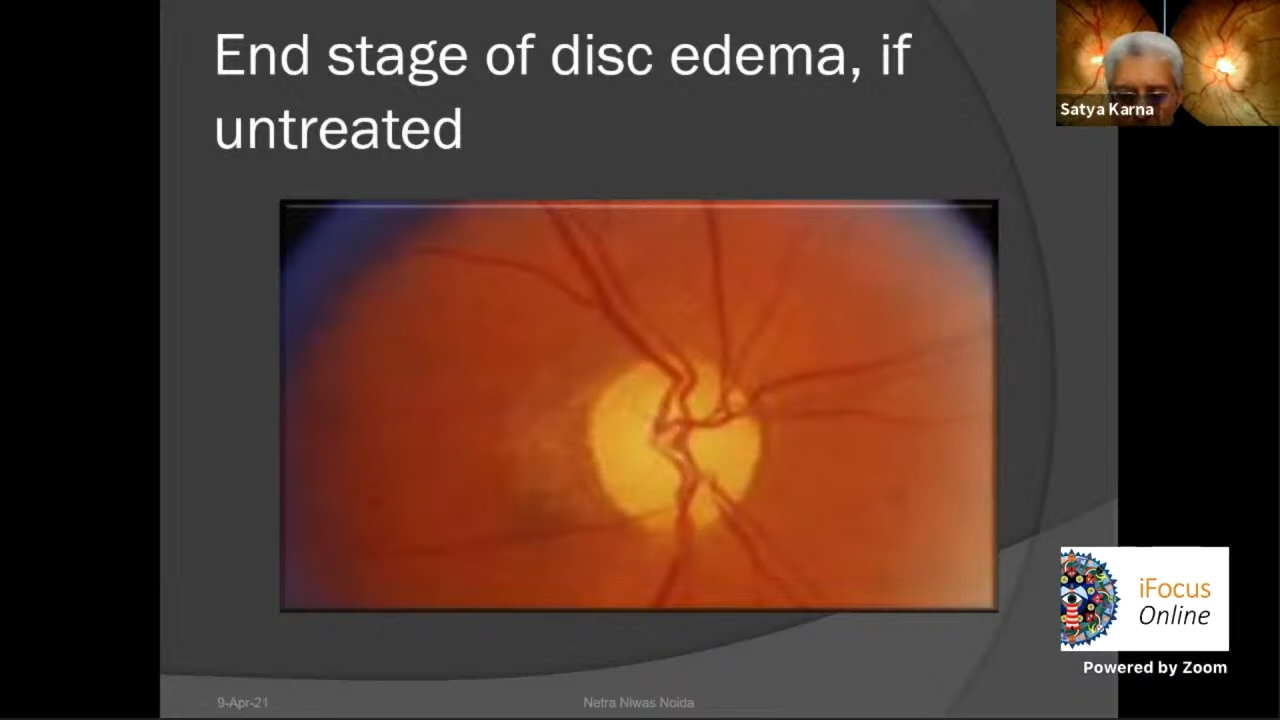 End stage of disc edema, if
untreated
Satya Karna
iFocus
Online
Powered by Zoom
9-Apr-21
Netra Niwas Noida